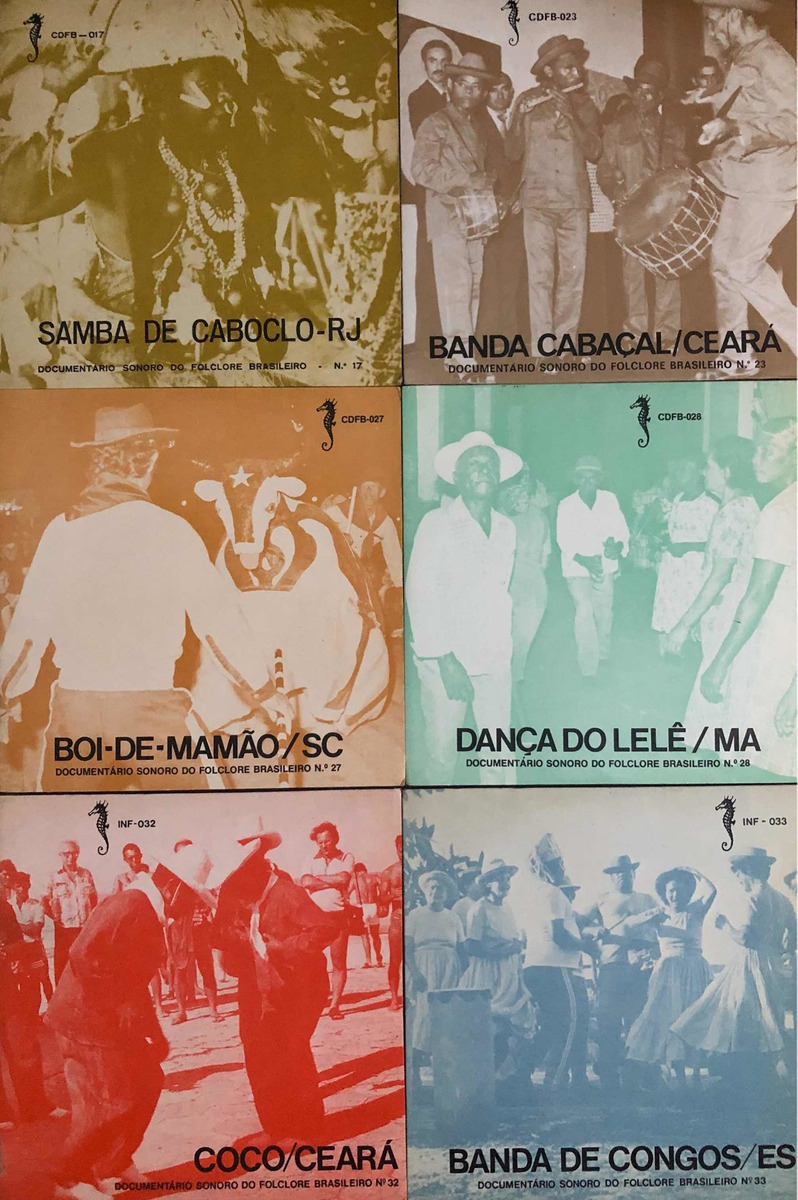 CDFB-017
SAMBA DE CABOCLO-RJ
DOCUMENTÁRIO SONORO DO FOLCLORE BRASILEIRO - N.º 17
CDFB-023
BANDA CABAÇAL/CEARÁ
DOCUMENTÁRIO SONORO DO FOLCLORE BRASILEIRO N.º 23
CDFB-027
BOI-DE-MAMÃO/SC
DOCUMENTÁRIO SONORO DO FOLCLORE BRASILEIRO N.º 27
CDFB-028
DANÇA DO LELÊ/MA
DOCUMENTÁRIO SONORO DO FOLCLORE BRASILEIRO N.º 28
INF-032
COCO/CEARÁ
DOCUMENTÁRIO SONORO DO FOLCLORE BRASILEIRO Nº 32
INF - 033
BANDA DE CONGOS/ES
DOCUMENTÁRIO SONORO DO FOLCLORE BRASILEIRO Nº 33